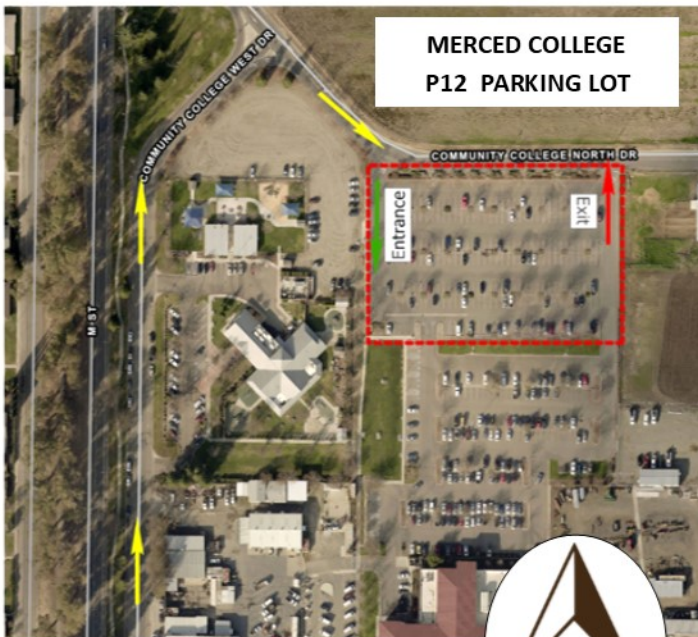 MERCED COLLEGE
P12 PARKING LOT
COMMUNITY COLLEGE WEST DR
COMMUNITY COLLEGE NORTH DR
Entrance
Exit
M ST